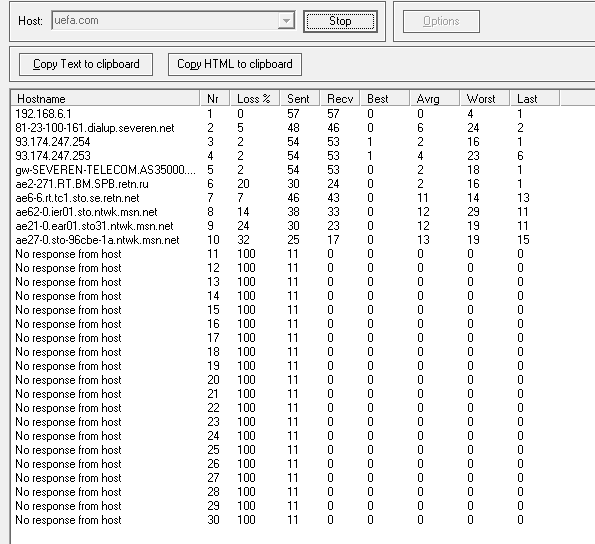 Host: uefa.com Stop Options
Copy Text to clipboard Copy HTML to clipboard
Hostname Nr Loss % Sent Recv Best Avrg Worst Last
192.168.6.1 1 0 57 57 0 0 4 1
81-23-100-161.dialup.severen.net 2 5 48 46 0 6 24 2
93.174.247.254 3 2 54 53 1 2 16 1
93.174.247.253 4 2 54 53 1 4 23 6
gw-SEVEREN-TELECOM.AS35000.... 5 2 54 53 0 2 18 1
ae2-271.RT.BM.SPB.retn.ru 6 20 30 24 0 2 16 1
ae6-6.rt.tc1.sto.se.retn.net 7 7 46 43 0 11 14 13
ae62-0.ier01.sto.ntwk.msn.net 8 14 38 33 0 12 29 11
ae21-0.ear01.sto31.ntwk.msn.net 9 24 30 23 0 12 19 11
ae27-0.sto-96cbe-1a.ntwk.msn.net 10 32 25 17 0 13 19 15
No response from host 11 100 11 0 0 0 0 0
No response from host 12 100 11 0 0 0 0 0
No response from host 13 100 11 0 0 0 0 0
No response from host 14 100 11 0 0 0 0 0
No response from host 15 100 11 0 0 0 0 0
No response from host 16 100 11 0 0 0 0 0
No response from host 17 100 11 0 0 0 0 0
No response from host 18 100 11 0 0 0 0 0
No response from host 19 100 11 0 0 0 0 0
No response from host 20 100 11 0 0 0 0 0
No response from host 21 100 11 0 0 0 0 0
No response from host 22 100 11 0 0 0 0 0
No response from host 23 100 11 0 0 0 0 0
No response from host 24 100 11 0 0 0 0 0
No response from host 25 100 11 0 0 0 0 0
No response from host 26 100 11 0 0 0 0 0
No response from host 27 100 11 0 0 0 0 0
No response from host 28 100 11 0 0 0 0 0
No response from host 29 100 11 0 0 0 0 0
No response from host 30 100 11 0 0 0 0 0